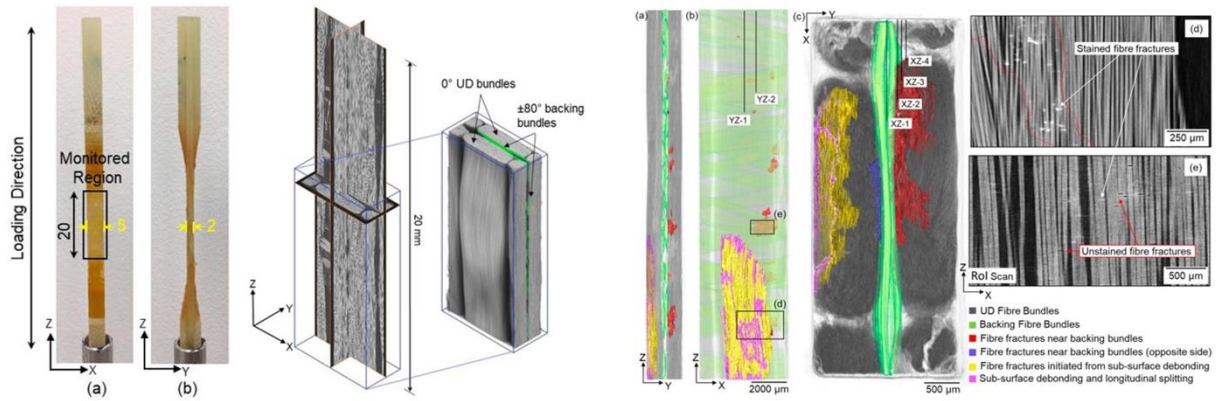 Loading Direction
Monitored
Region
20
5
2
Z
X
(a)
Z
Y
(b)
Z
Y
X
20 mm
0° UD bundles
±80° backing
bundles
(a)
(b)
YZ-2
YZ-1
(e)
(d)
Z
Y
Z
X
2000 µm
(c)
Y
X
XZ-4
XZ-3
XZ-2
XZ-1
500 µm
(d)
Stained fibre fractures
250 µm
(e)
Unstained fibre fractures
RoI Scan
500 µm
Z
X
UD Fibre Bundles
Backing Fibre Bundles
Fibre fractures near backing bundles
Fibre fractures near backing bundles (opposite side)
Fibre fractures initiated from sub-surface debonding
Sub-surface debonding and longitudinal splitting